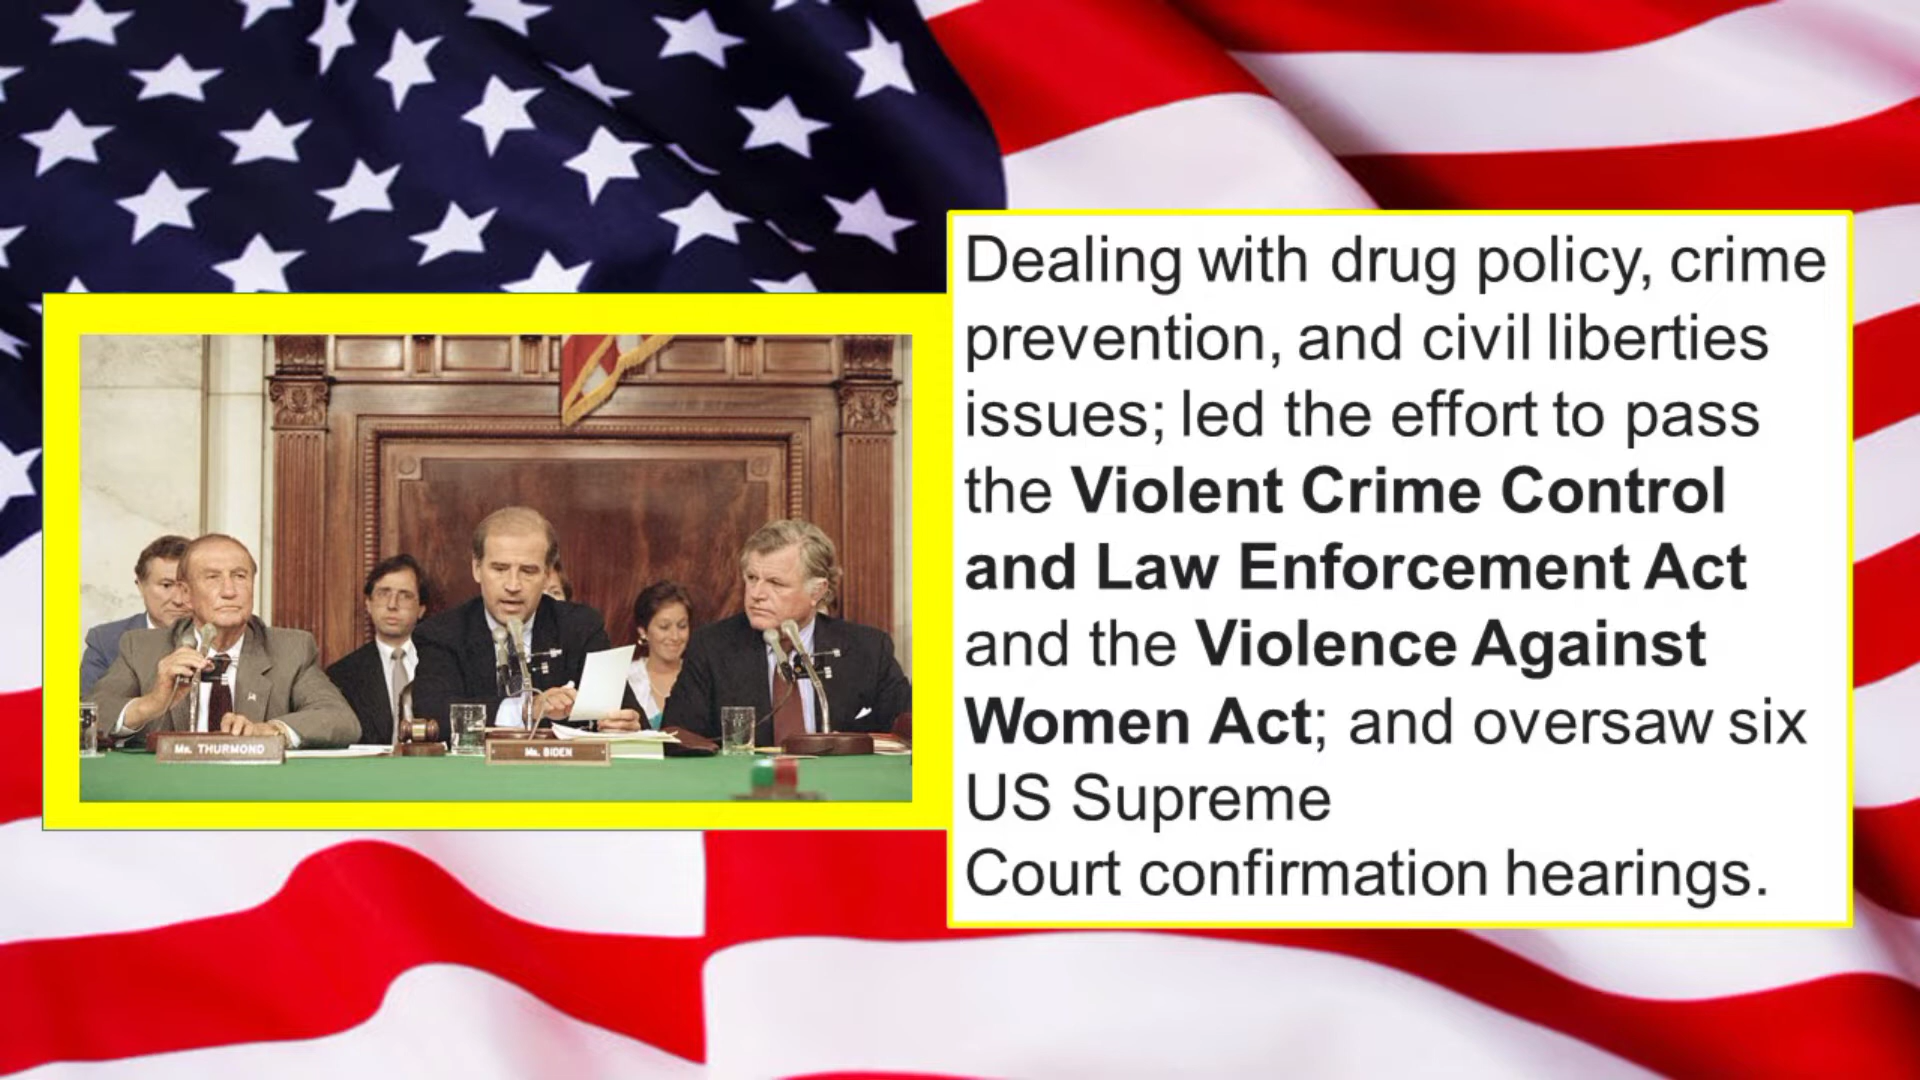 Dealing with drug policy, crime
prevention, and civil liberties
issues; led the effort to pass
the Violent Crime Control
and Law Enforcement Act
and the Violence Against
Women Act; and oversaw six
US Supreme
Court confirmation hearings.
Mr. THURMOND
Mr. BIDEN